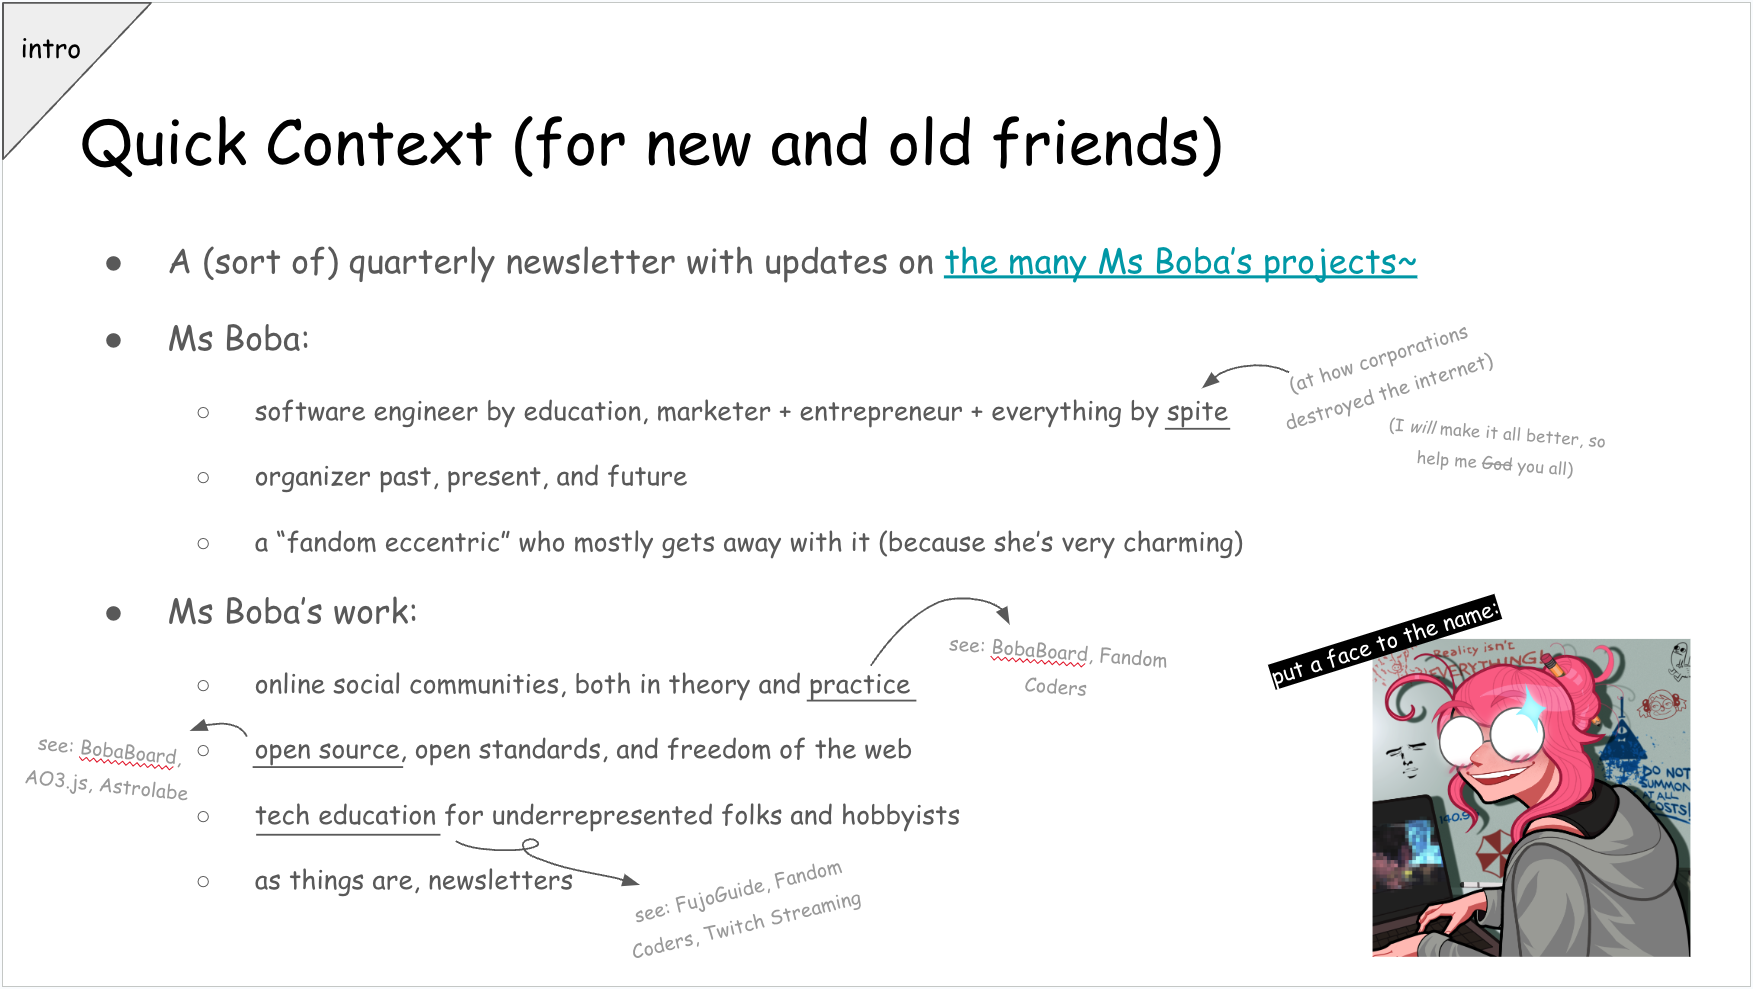 intro
Quick Context (for new and old friends)
● A (sort of) quarterly newsletter with updates on the many Ms Boba's projects~
● Ms Boba:
(at how corporations
destroyed the internet)
○ software engineer by education, marketer + entrepreneur + everything by spite
(I will make it all better, so
help me God you all)
○ organizer past, present, and future
○ a “fandom eccentric” who mostly gets away with it (because she's very charming)
● Ms Boba's work:
see: BobaBoard, Fandom
Coders
○ online social communities, both in theory and practice
see: BobaBoard,
AO3.js, Astrolabe
○ open source, open standards, and freedom of the web
○ tech education for underrepresented folks and hobbyists
○ as things are, newsletters
see: FujoGuide, Fandom
Coders, Twitch Streaming
put a face to the name:
Reality isn't
EVERYTHING!
DO NOT
SUMMON
AT ALL
COSTS!
140.9